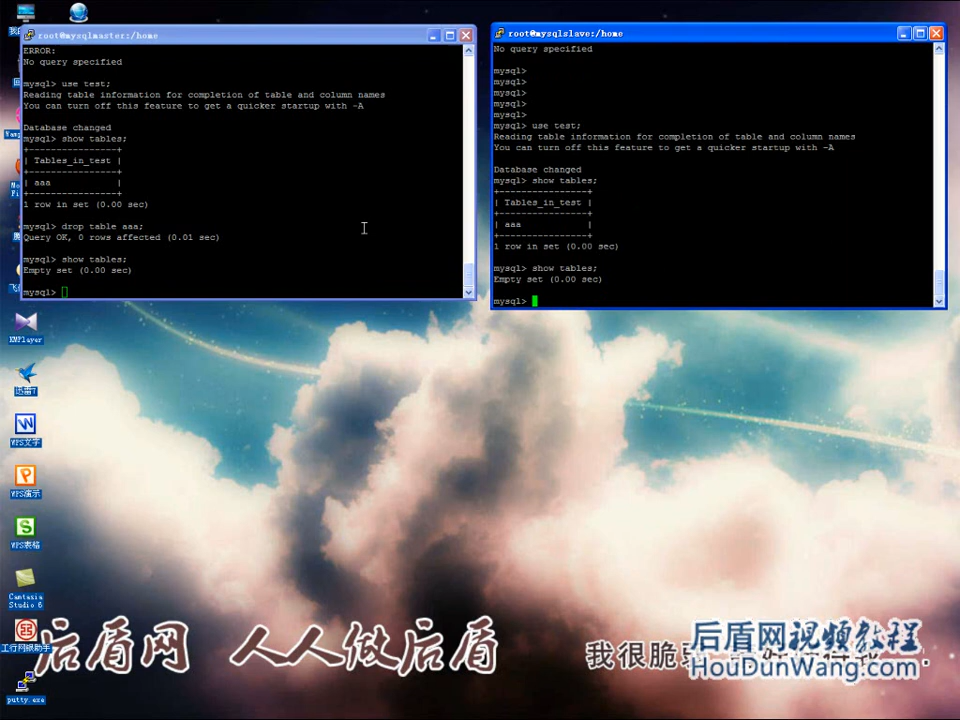 root@mysqlmaster:/home
ERROR:
No query specified
mysql> use test;
Reading table information for completion of table and column names
You can turn off this feature to get a quicker startup with -A
Database changed
mysql> show tables;
+----------------+
| Tables_in_test |
+----------------+
| aaa            |
+----------------+
1 row in set (0.00 sec)
mysql> drop table aaa;
Query OK, 0 rows affected (0.01 sec)
mysql> show tables;
Empty set (0.00 sec)
mysql>
root@mysqlslave:/home
No query specified
mysql>
mysql>
mysql>
mysql>
mysql>
mysql> use test;
Reading table information for completion of table and column names
You can turn off this feature to get a quicker startup with -A
Database changed
mysql> show tables;
+----------------+
| Tables_in_test |
+----------------+
| aaa            |
+----------------+
1 row in set (0.00 sec)
mysql> show tables;
Empty set (0.00 sec)
mysql>
KMPlayer
迅雷7
WPS文字
WPS演示
WPS表格
Camtasia
Studio 6
工行网银助手
putty.exe
后盾网 人人做后盾
我很脆
后盾网视频教程
HouDunWang.com